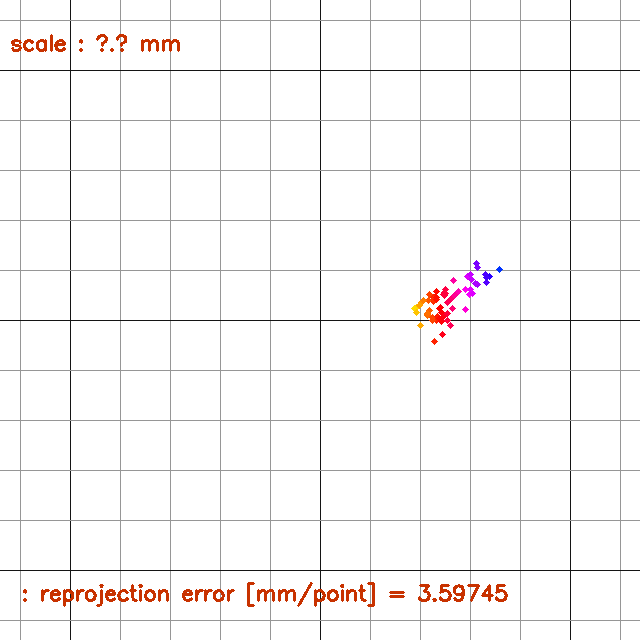 scale : ?.? mm
: reprojection error [mm/point] = 3.59745